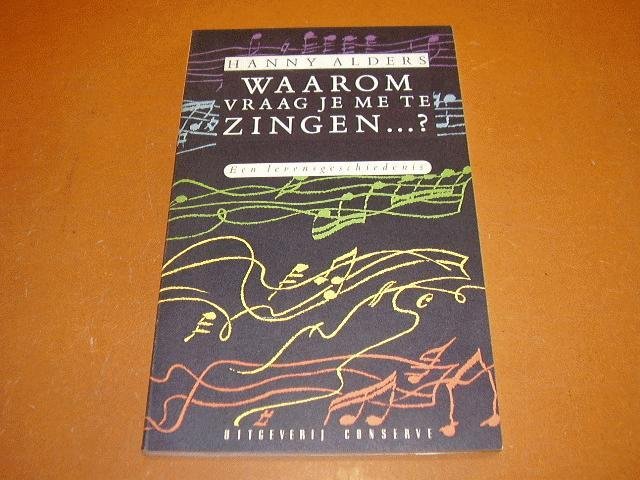 HANNY ALDERS
WAAROM
VRAAG JE ME TE
ZINGEN...?
Een levensgeschiedenis
UITGEVERIJ CONSERVE